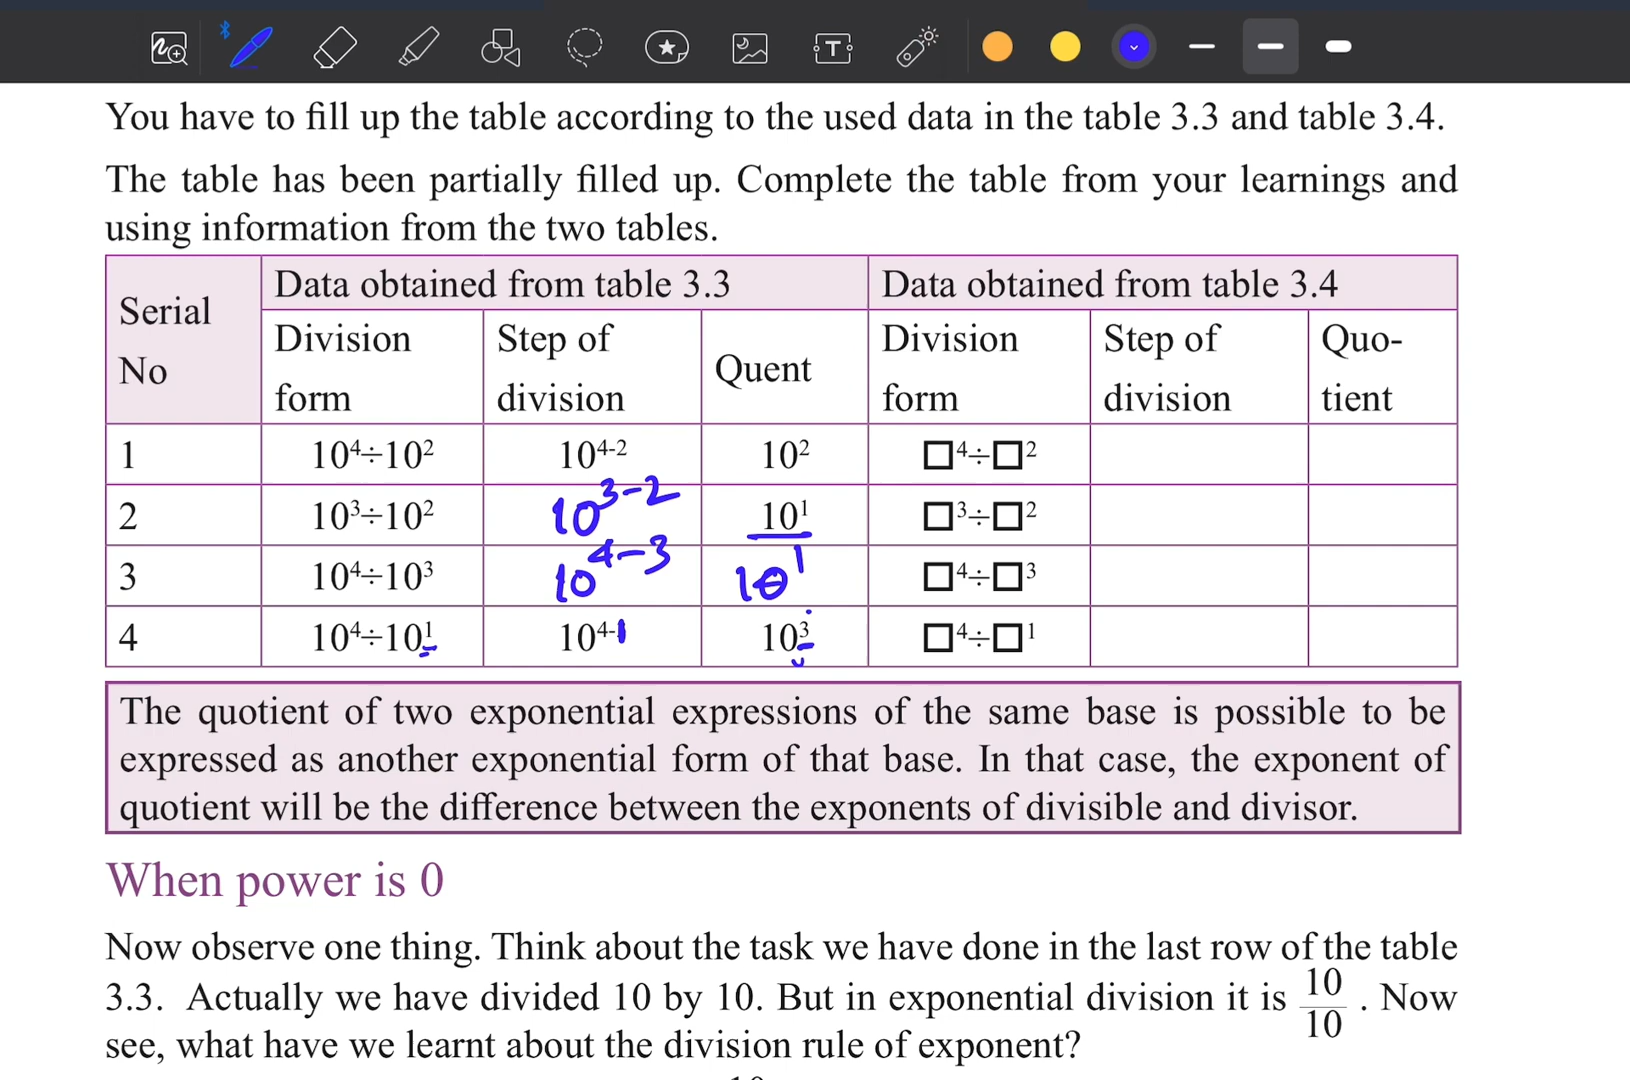 You have to fill up the table according to the used data in the table 3.3 and table 3.4.
The table has been partially filled up. Complete the table from your learnings and
using information from the two tables.
Serial No | Data obtained from table 3.3 | Data obtained from table 3.4
Division form | Step of division | Quent | Division form | Step of division | Quo-tient
1 | 10⁴÷10² | 10⁴⁻² | 10² | □⁴÷□²
2 | 10³÷10² | 10³⁻² | 10¹ | □³÷□²
3 | 10⁴÷10³ | 10⁴⁻³ | 10¹ | □⁴÷□³
4 | 10⁴÷10¹ | 10⁴⁻¹ | 10³ | □⁴÷□¹
The quotient of two exponential expressions of the same base is possible to be
expressed as another exponential form of that base. In that case, the exponent of
quotient will be the difference between the exponents of divisible and divisor.
When power is 0
Now observe one thing. Think about the task we have done in the last row of the table
3.3. Actually we have divided 10 by 10. But in exponential division it is 10/10 . Now
see, what have we learnt about the division rule of exponent?